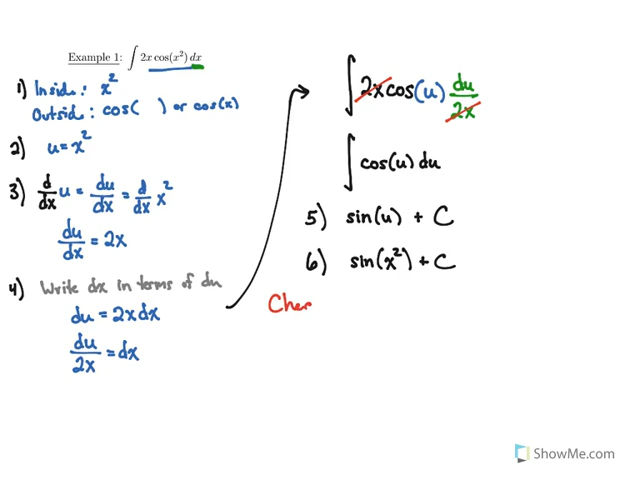 Example 1: ∫ 2x cos(x²) dx
1) Inside: x²
Outside: cos( ) or cos(x)
2) u = x²
3) d/dx u = du/dx = d/dx x²
du/dx = 2x
4) Write dx in terms of du
du = 2x dx
du/2x = dx
∫ 2x cos(u) du/2x
∫ cos(u) du
5) sin(u) + C
6) sin(x²) + C
Chec
ShowMe.com